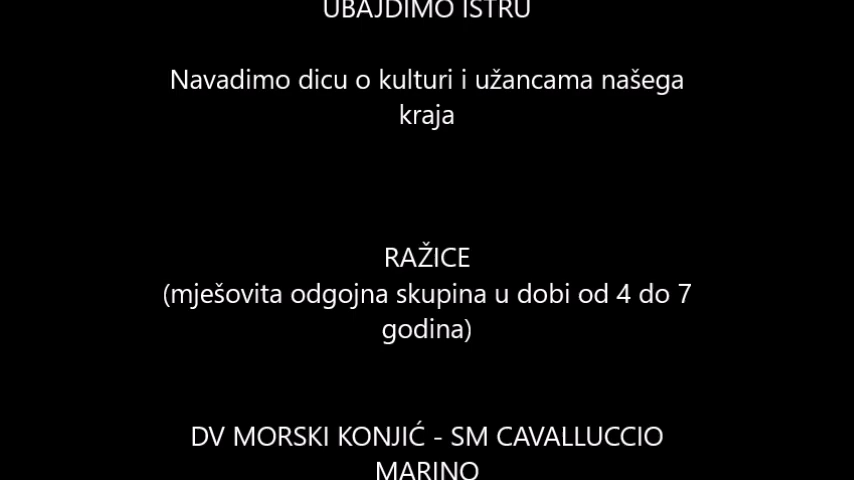 UBAJDIMO ISTRU
Navadimo dicu o kulturi i užancama našega
kraja
RAŽICE
(mješovita odgojna skupina u dobi od 4 do 7
godina)
DV MORSKI KONJIĆ - SM CAVALLUCCIO
MARINO